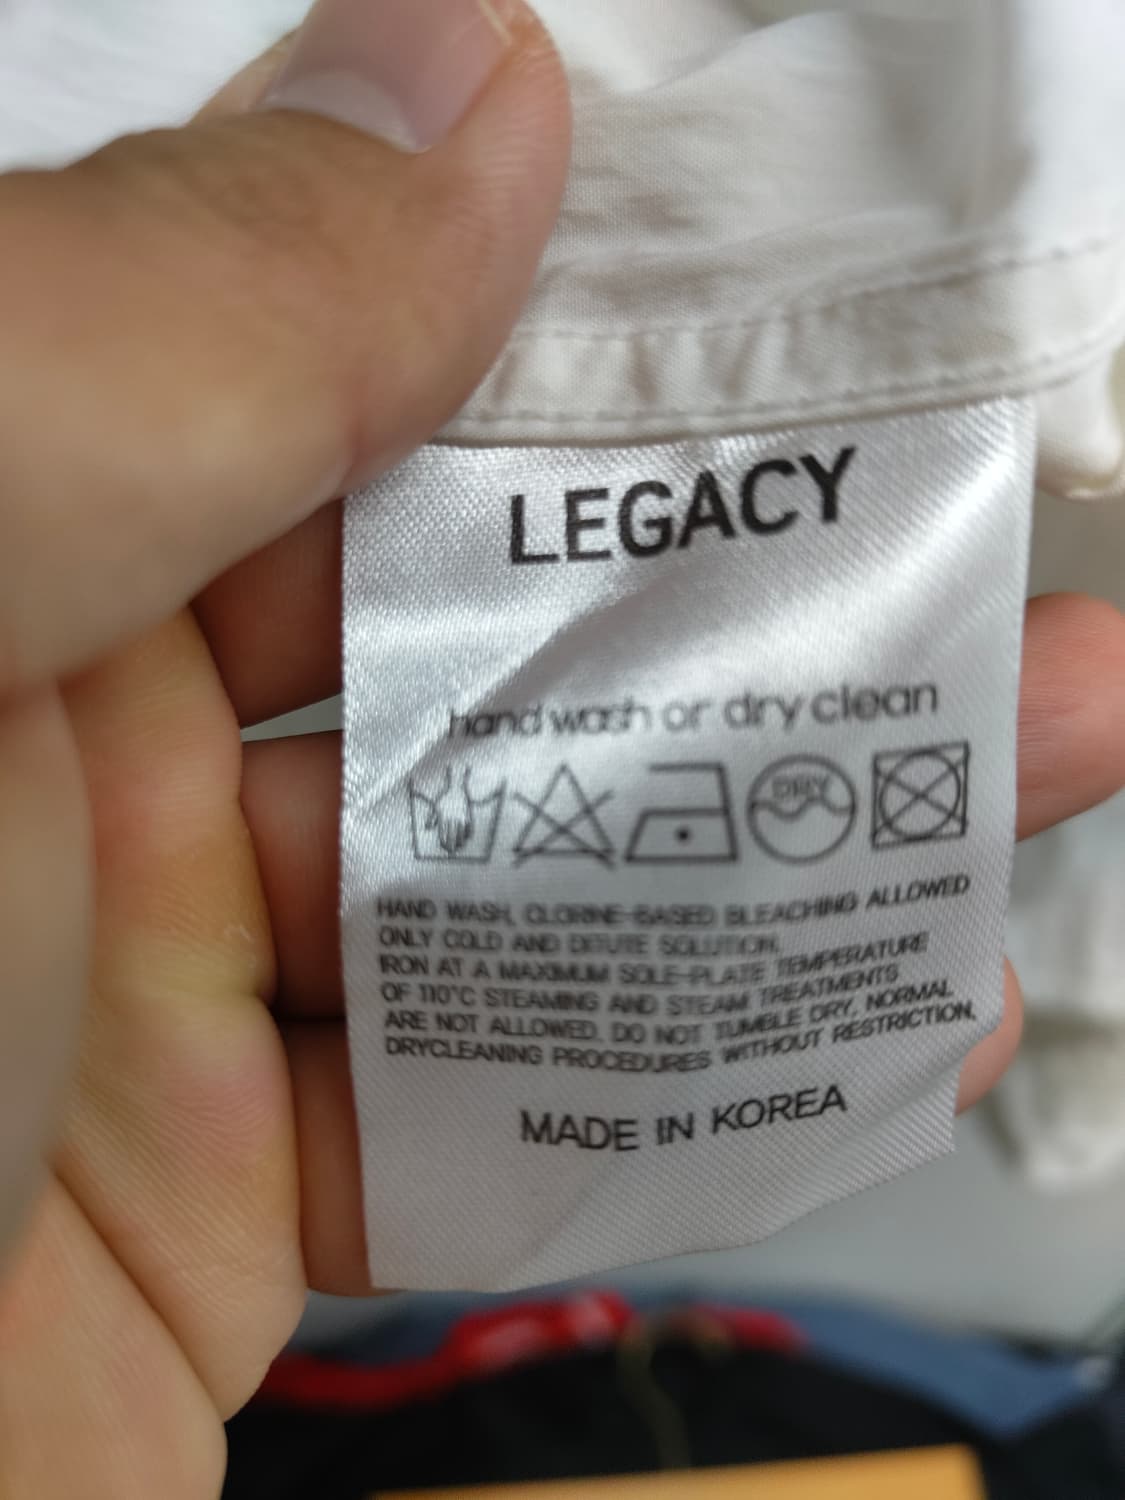 LEGACY
hand wash or dry clean
DRY
HAND WASH, CLORINE-BASED BLEACHING ALLOWED
ONLY COLD AND DITUTE SOLUTION,
IRON AT A MAXIMUM SOLE-PLATE TEMPERATURE
OF 110°C STEAMING AND STEAM TREATMENTS
ARE NOT ALLOWED, DO NOT TUMBLE DRY, NORMAL
DRYCLEANING PROCEDURES WITHOUT RESTRICTION,
MADE IN KOREA